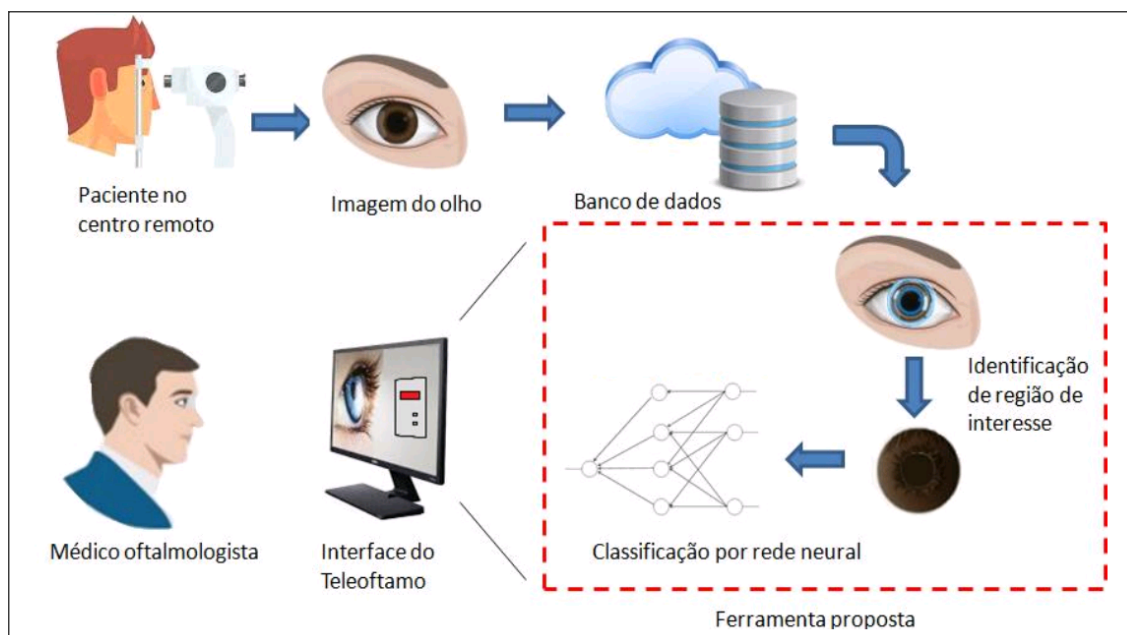 Paciente no
centro remoto
Imagem do olho
Banco de dados
Identificação
de região de
interesse
Médico oftalmologista
Interface do
Teleoftamo
Classificação por rede neural
Ferramenta proposta